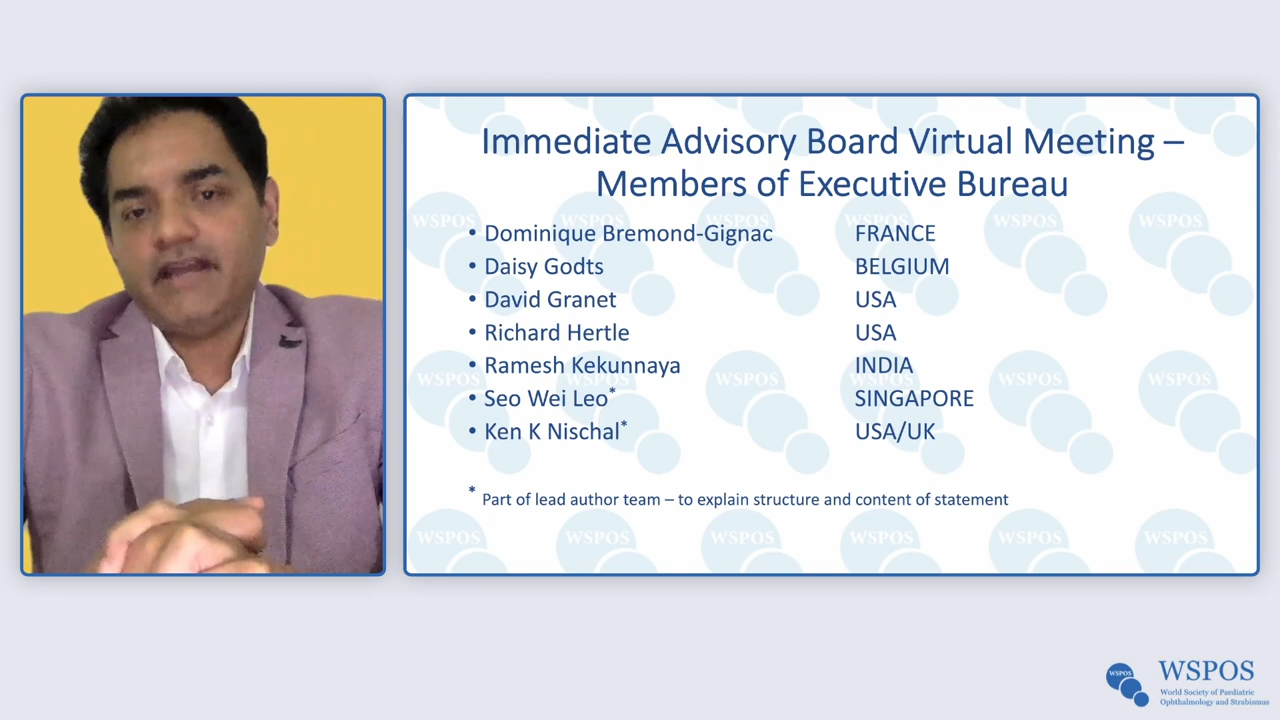 Immediate Advisory Board Virtual Meeting –
Members of Executive Bureau
• Dominique Bremond-Gignac FRANCE
• Daisy Godts BELGIUM
• David Granet USA
• Richard Hertle USA
• Ramesh Kekunnaya INDIA
• Seo Wei Leo* SINGAPORE
• Ken K Nischal* USA/UK
* Part of lead author team – to explain structure and content of statement
WSPOS
WSPOS
World Society of Paediatric
Ophthalmology and Strabismus